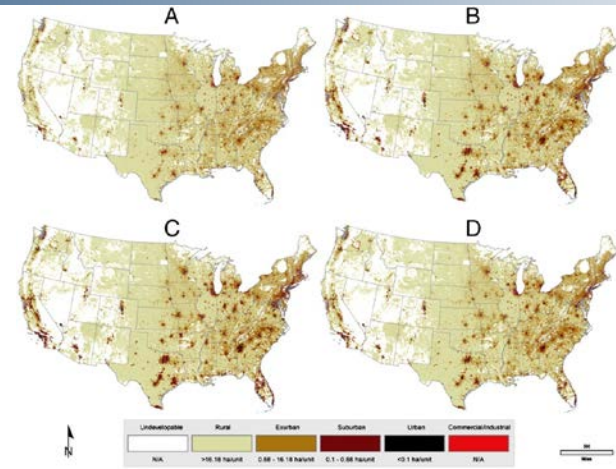 A
B
C
D
Undevelopable Rural Exurban Suburban Urban Commercial/Industrial
N/A >16.18 ha/unit 0.68 - 16.18 ha/unit 0.1 - 0.68 ha/unit <0.1 ha/unit N/A
Miles